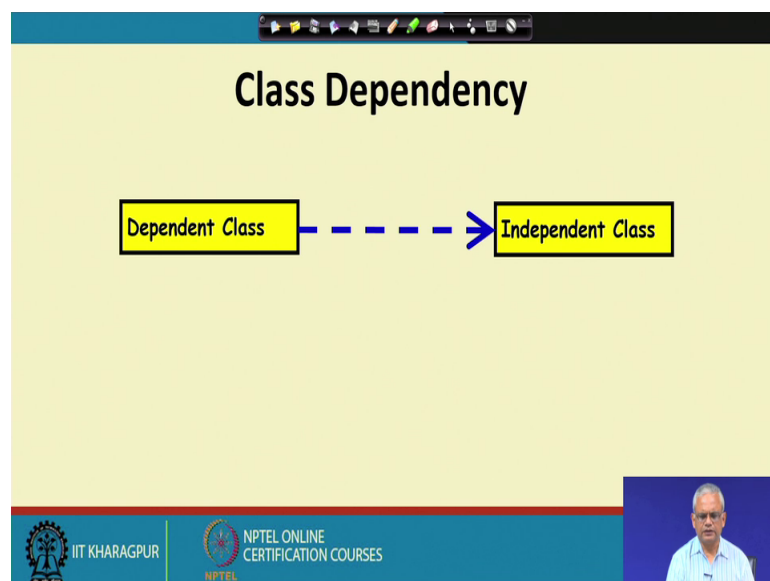 Class Dependency
Dependent Class
Independent Class
IIT KHARAGPUR
NPTEL
NPTEL ONLINE
CERTIFICATION COURSES